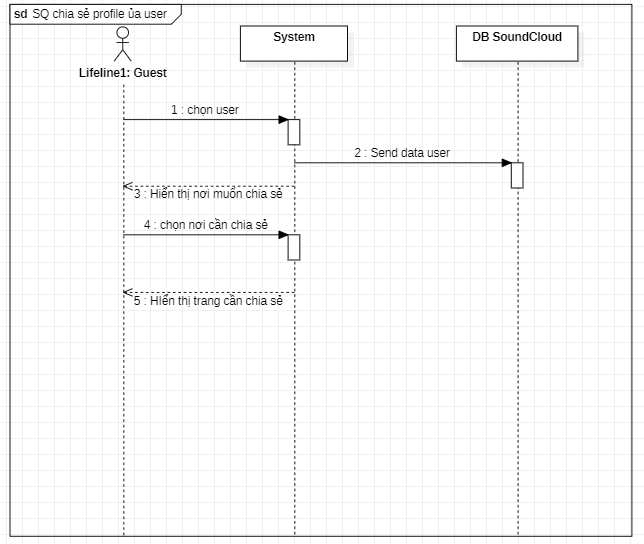 sd SQ chia sẻ profile ủa user
System
DB SoundCloud
Lifeline1: Guest
1 : chọn user
2 : Send data user
3 : Hiển thị nơi muốn chia sẻ
4 : chọn nơi cần chia sẻ
5 : HIển thị trang cần chia sẻ